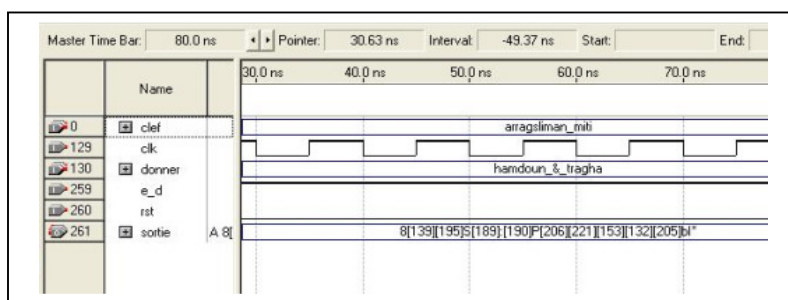 Master Time Bar: 80.0 ns Pointer: 30.63 ns Interval: -49.37 ns Start: End:
Name 30.0 ns 40.0 ns 50.0 ns 60.0 ns 70.0 ns
0 clef arragsliman_miti
129 clk
130 donner hamdoun_&_tragha
259 e_d
260 rst
261 sortie A 8[ 8[139][195]S[189]:[190]P[206][221][153][132][205]bl"